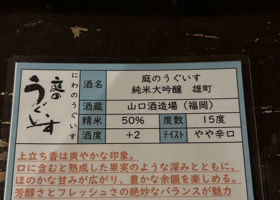 庭のうぐいす
にわのうぐいす
酒名
庭のうぐいす
純米大吟醸 雄町
酒蔵 山口酒造場（福岡）
精米 50% 度数 15度
酒度 +2 テイスト やや辛口
上立ち香は爽やかな印象。
口に含むと熟成した果実のような深みとともに、
ほのかな甘みが広がり、豊かな余韻を楽しめる。
芳醇さとフレッシュさの絶妙なバランスが魅力